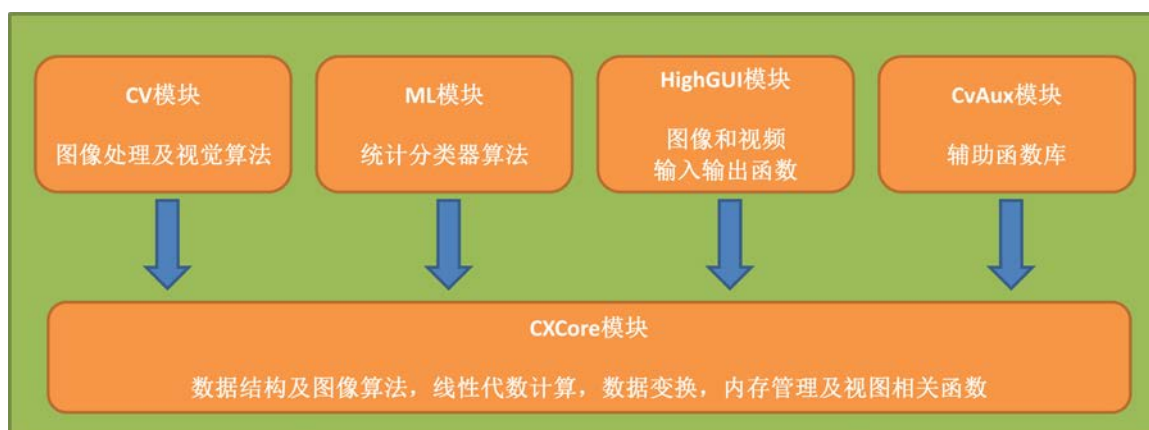 CV模块
图像处理及视觉算法
ML模块
统计分类器算法
HighGUI模块
图像和视频
输入输出函数
CvAux模块
辅助函数库
CXCore模块
数据结构及图像算法，线性代数计算，数据变换，内存管理及视图相关函数